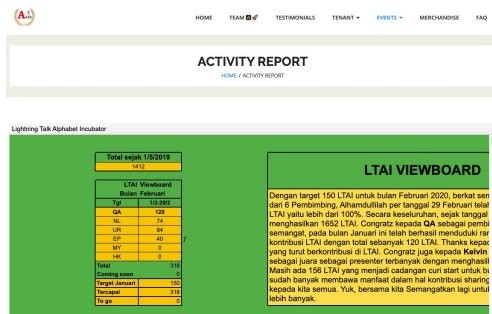 HOME TEAM TESTIMONIALS TENANT EVENTS MERCHANDISE FAQ
ACTIVITY REPORT
HOME / ACTIVITY REPORT
Lightning Talk Alphabet Incubator
Total sejak 1/5/2019
1412
LTAI Viewboard
Bulan Februari
Tgl 1/2-29/2
QA 120
NL 74
UR 84
EP 40
MY 0
HK 0
Total 318
Coming soon 0
Target Januari 150
Tercapai 318
To go 0
LTAI VIEWBOARD
Dengan target 150 LTAI untuk bulan Februari 2020, berkat sem
dari 6 Pembimbing, Alhamdulillah per tanggal 29 Februari telah
LTAI yaitu lebih dari 100%. Secara keseluruhan, sejak tanggal
menghasilkan 1652 LTAI. Congratz kepada QA sebagai pembi
semangat, pada bulan Januari ini telah berhasil menduduki ran
kontribusi LTAI dengan total sebanyak 120 LTAI. Thanks kepad
yang turut berkontribusi di LTAI. Congratz juga kepada Kelvin
sebagai juara sebagai presenter terbanyak dengan menghasill
Masih ada 156 LTAI yang menjadi cadangan curi start untuk bu
sudah banyak membawa manfaat dalam hal kontribusi sharing
kepada kita semua. Yuk, bersama kita Semangatkan lagi untuk
lebih banyak.